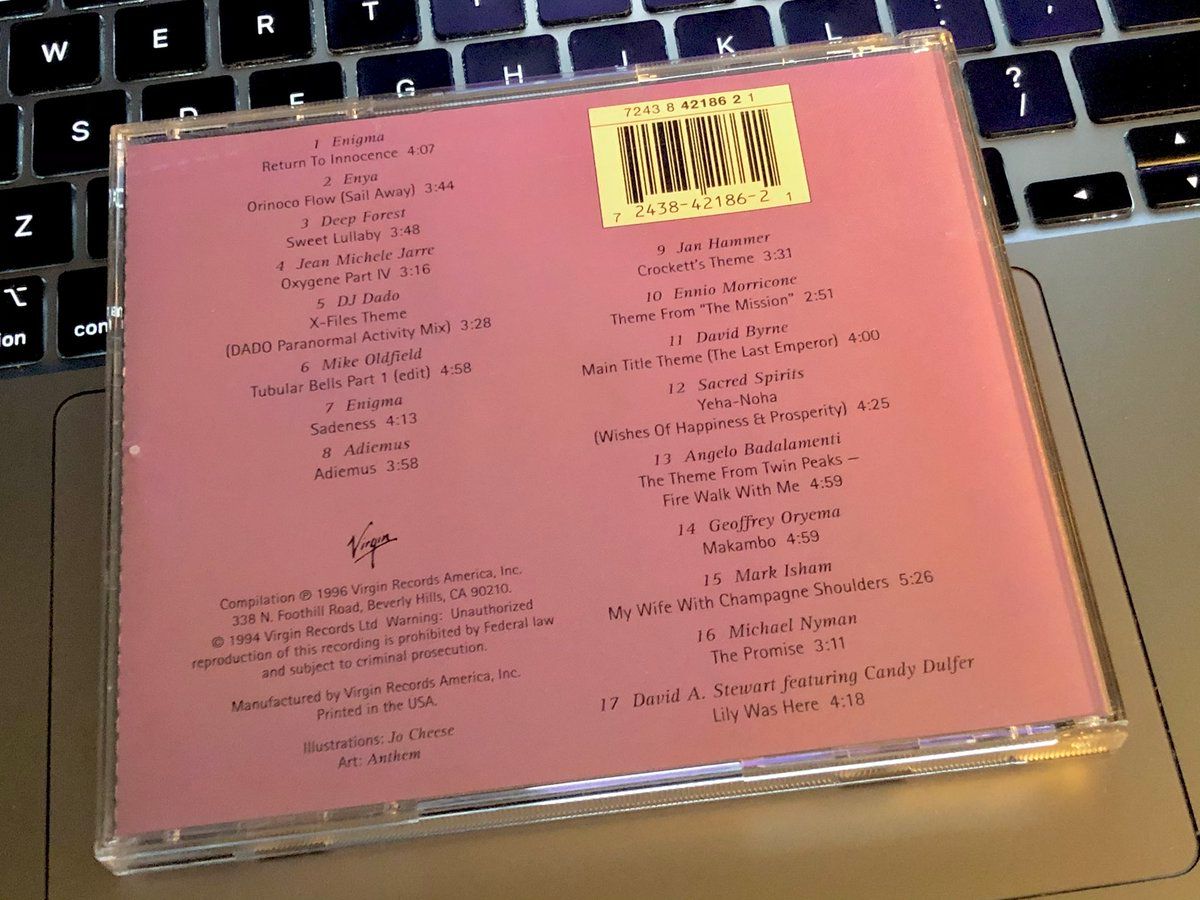 W E R T
S D F G H J K L
? /
Z
ion
con
1 Enigma
Return To Innocence 4:07
2 Enya
Orinoco Flow (Sail Away) 3:44
3 Deep Forest
Sweet Lullaby 3:48
4 Jean Michele Jarre
Oxygene Part IV 3:16
5 DJ Dado
X-Files Theme
(DADO Paranormal Activity Mix) 3:28
6 Mike Oldfield
Tubular Bells Part 1 (edit) 4:58
7 Enigma
Sadeness 4:13
8 Adiemus
Adiemus 3:58
Virgin
Compilation ℗ 1996 Virgin Records America, Inc.
338 N. Foothill Road, Beverly Hills, CA 90210.
© 1994 Virgin Records Ltd Warning: Unauthorized
reproduction of this recording is prohibited by Federal law
and subject to criminal prosecution.
Manufactured by Virgin Records America, Inc.
Printed in the USA.
Illustrations: Jo Cheese
Art: Anthem
7243 8 42186 2 1
7 2438-42186-2 1
9 Jan Hammer
Crockett's Theme 3:31
10 Ennio Morricone
Theme From "The Mission" 2:51
11 David Byrne
Main Title Theme (The Last Emperor) 4:00
12 Sacred Spirits
Yeha-Noha
(Wishes Of Happiness & Prosperity) 4:25
13 Angelo Badalamenti
The Theme From Twin Peaks –
Fire Walk With Me 4:59
14 Geoffrey Oryema
Makambo 4:59
15 Mark Isham
My Wife With Champagne Shoulders 5:26
16 Michael Nyman
The Promise 3:11
17 David A. Stewart featuring Candy Dulfer
Lily Was Here 4:18